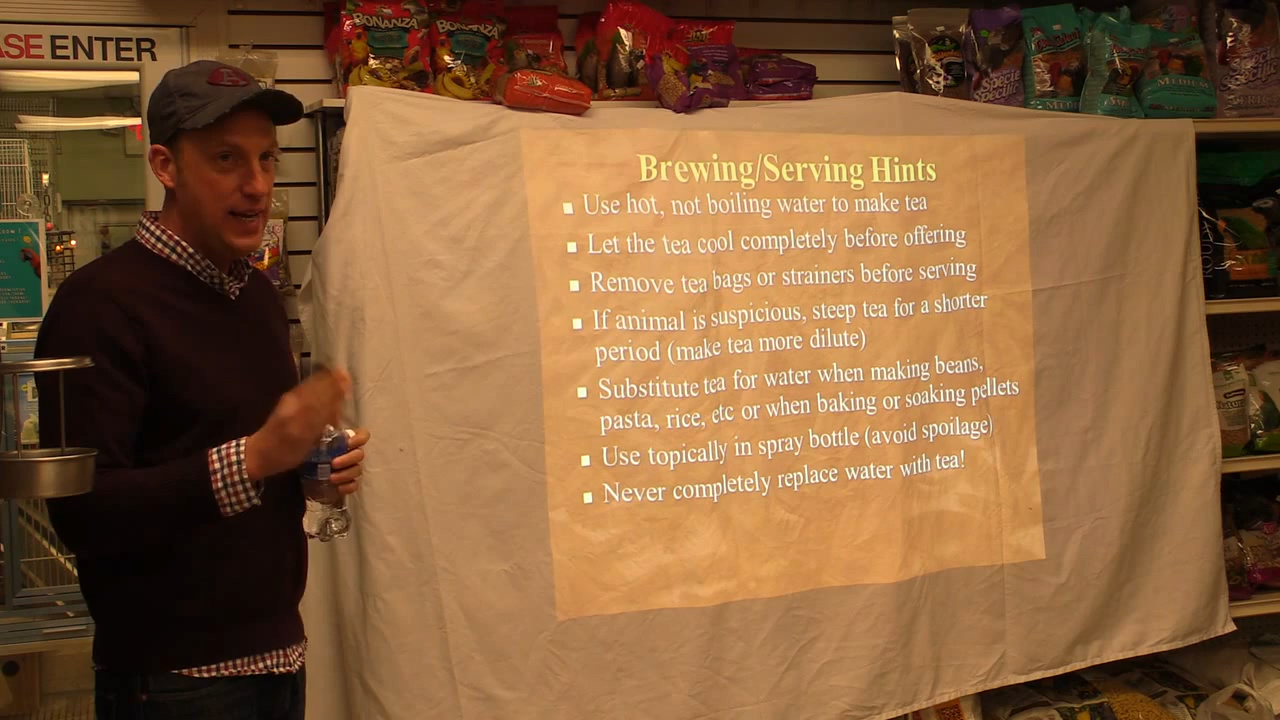 ASE ENTER
BONANZA
BONANZA
Brewing/Serving Hints
Use hot, not boiling water to make tea
Let the tea cool completely before offering
Remove tea bags or strainers before serving
If animal is suspicious, steep tea for a shorter
period (make tea more dilute)
Substitute tea for water when making beans,
pasta, rice, etc or when baking or soaking pellets
Use topically in spray bottle (avoid spoilage)
Never completely replace water with tea!